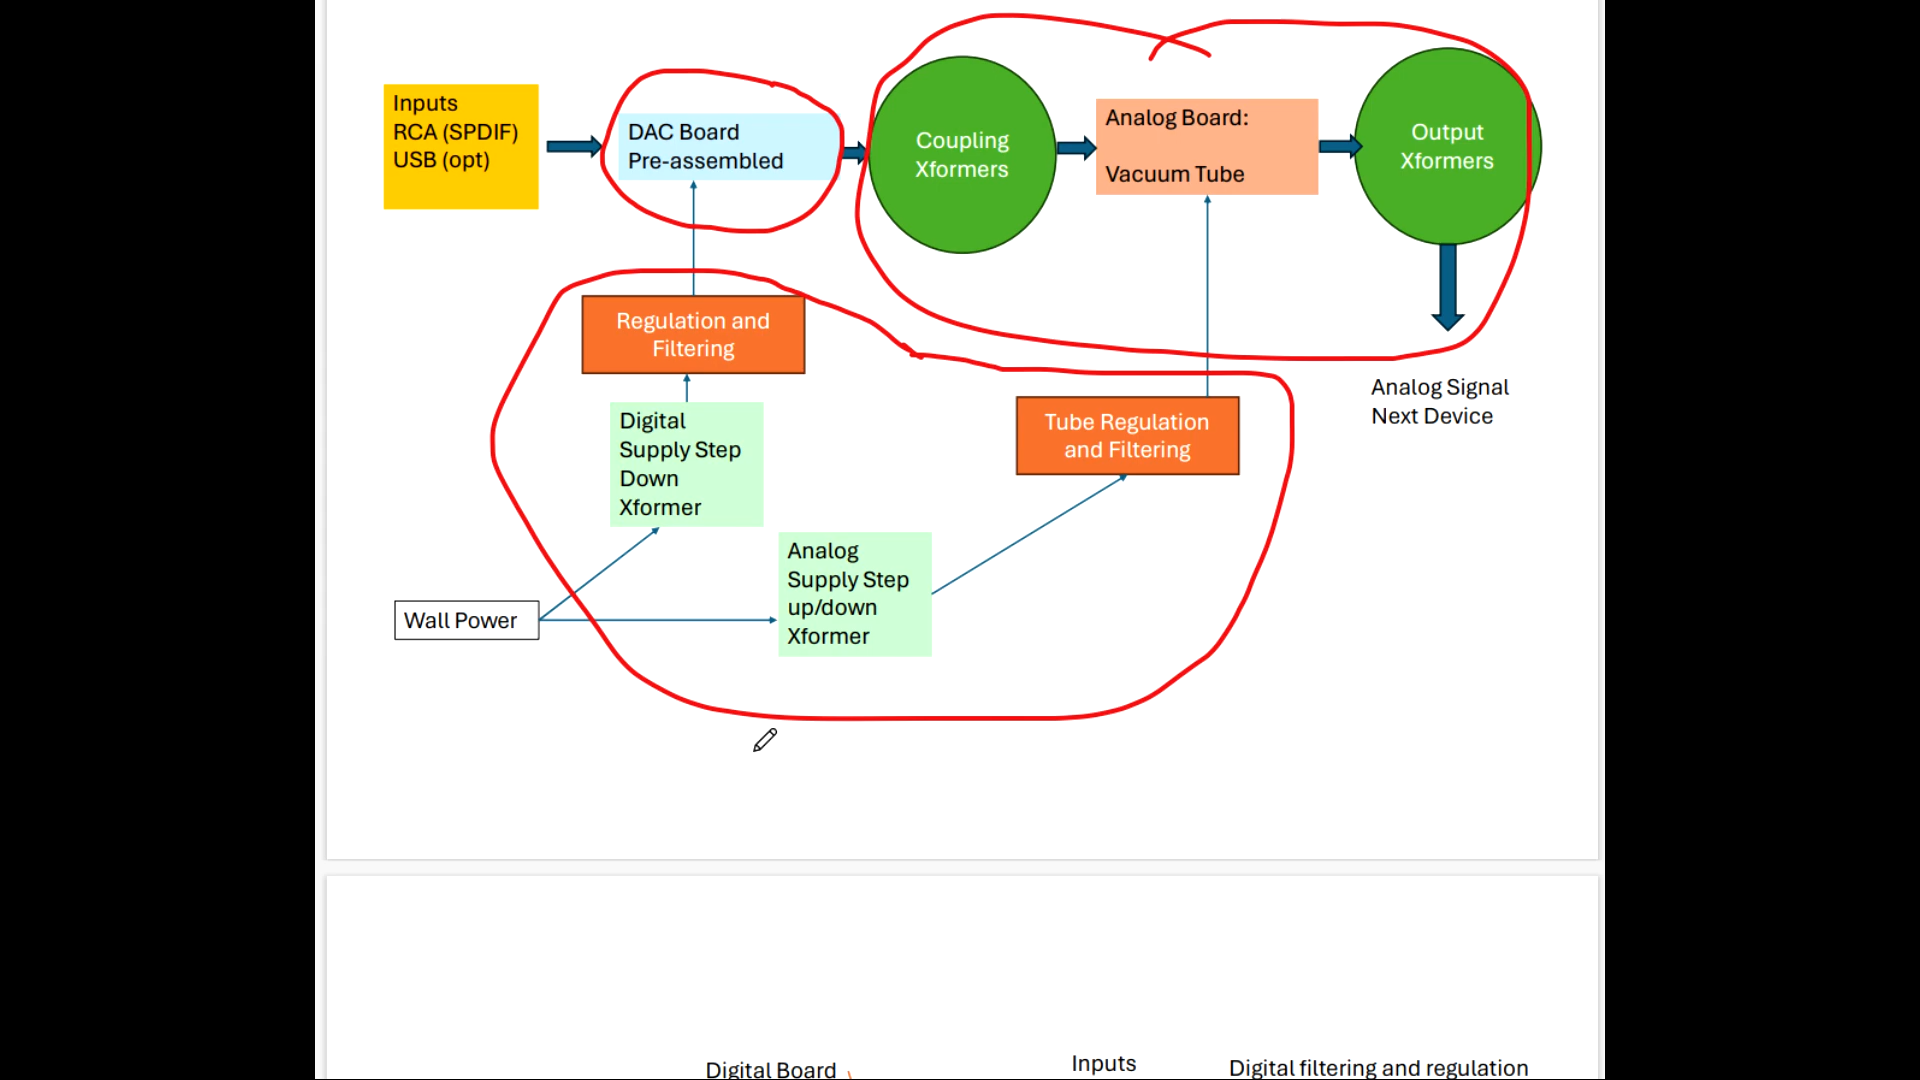 Inputs
RCA (SPDIF)
USB (opt)
DAC Board
Pre-assembled
Coupling
Xformers
Analog Board:
Vacuum Tube
Output
Xformers
Analog Signal
Next Device
Regulation and
Filtering
Digital
Supply Step
Down
Xformer
Tube Regulation
and Filtering
Analog
Supply Step
up/down
Xformer
Wall Power
Digital Board
Inputs
Digital filtering and regulation